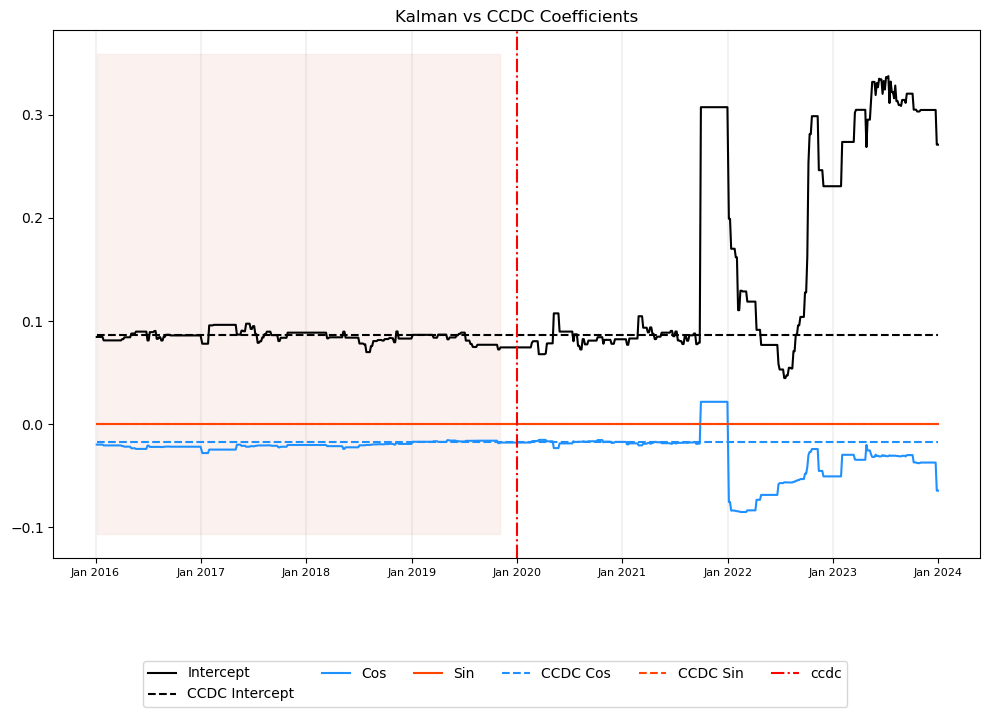 Kalman vs CCDC Coefficients
0.3
0.2
0.1
0.0
−0.1
Jan 2016 Jan 2017 Jan 2018 Jan 2019 Jan 2020 Jan 2021 Jan 2022 Jan 2023 Jan 2024
Intercept Cos Sin CCDC Cos CCDC Sin ccdc
CCDC Intercept